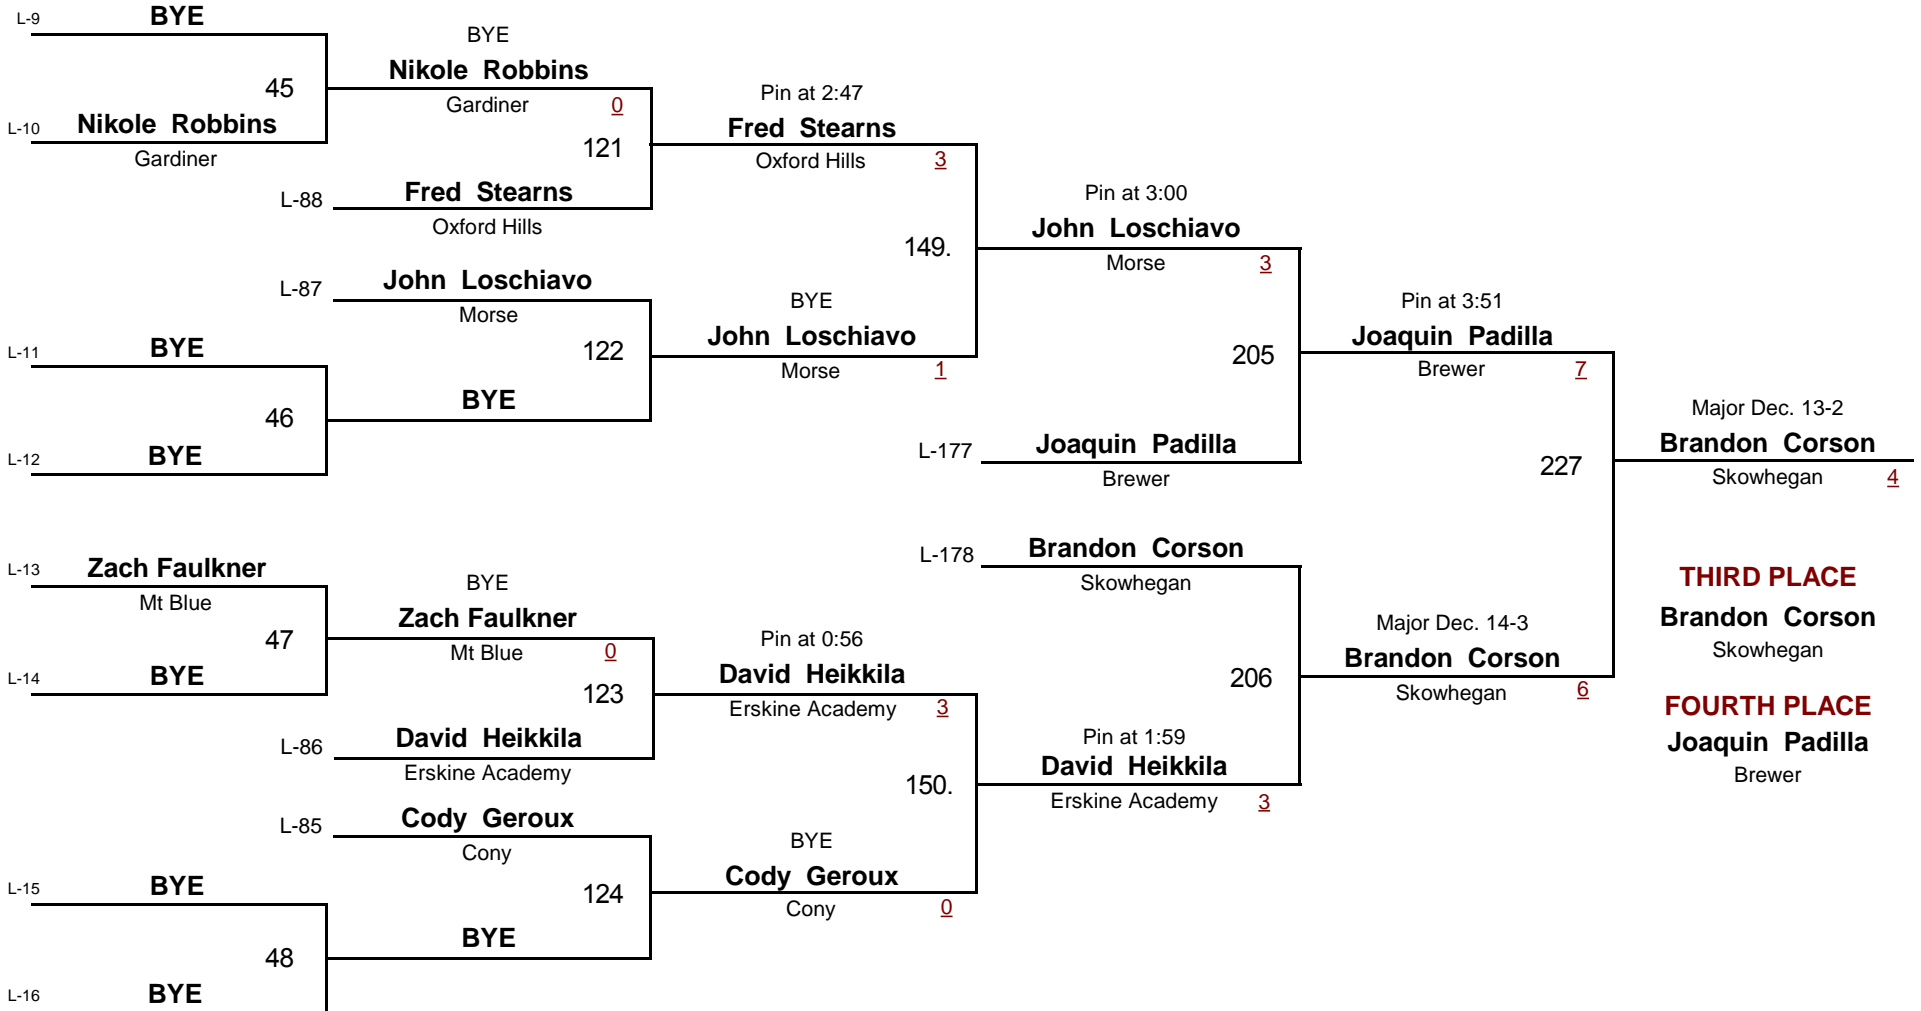 L-9 BYE
45
L-10 Nikole Robbins
Gardiner
BYE
Nikole Robbins
Gardiner 0
121
L-88 Fred Stearns
Oxford Hills
Pin at 2:47
Fred Stearns
Oxford Hills 3
149.
L-87 John Loschiavo
Morse
122
L-11 BYE
46
L-12 BYE
BYE
BYE
John Loschiavo
Morse 1
Pin at 3:00
John Loschiavo
Morse 3
205
L-177 Joaquin Padilla
Brewer
Pin at 3:51
Joaquin Padilla
Brewer 7
227
Major Dec. 13-2
Brandon Corson
Skowhegan 4
L-13 Zach Faulkner
Mt Blue
47
L-14 BYE
BYE
Zach Faulkner
Mt Blue 0
123
L-86 David Heikkila
Erskine Academy
Pin at 0:56
David Heikkila
Erskine Academy 3
150.
L-85 Cody Geroux
Cony
124
L-15 BYE
48
L-16 BYE
BYE
BYE
Cody Geroux
Cony 0
L-178 Brandon Corson
Skowhegan
206
Pin at 1:59
David Heikkila
Erskine Academy 3
Major Dec. 14-3
Brandon Corson
Skowhegan 6
THIRD PLACE
Brandon Corson
Skowhegan
FOURTH PLACE
Joaquin Padilla
Brewer